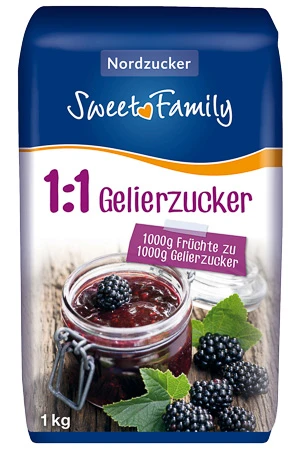 Nordzucker
Sweet Family
1:1 Gelierzucker
1000g Früchte zu
1000g Gelierzucker
1 kg